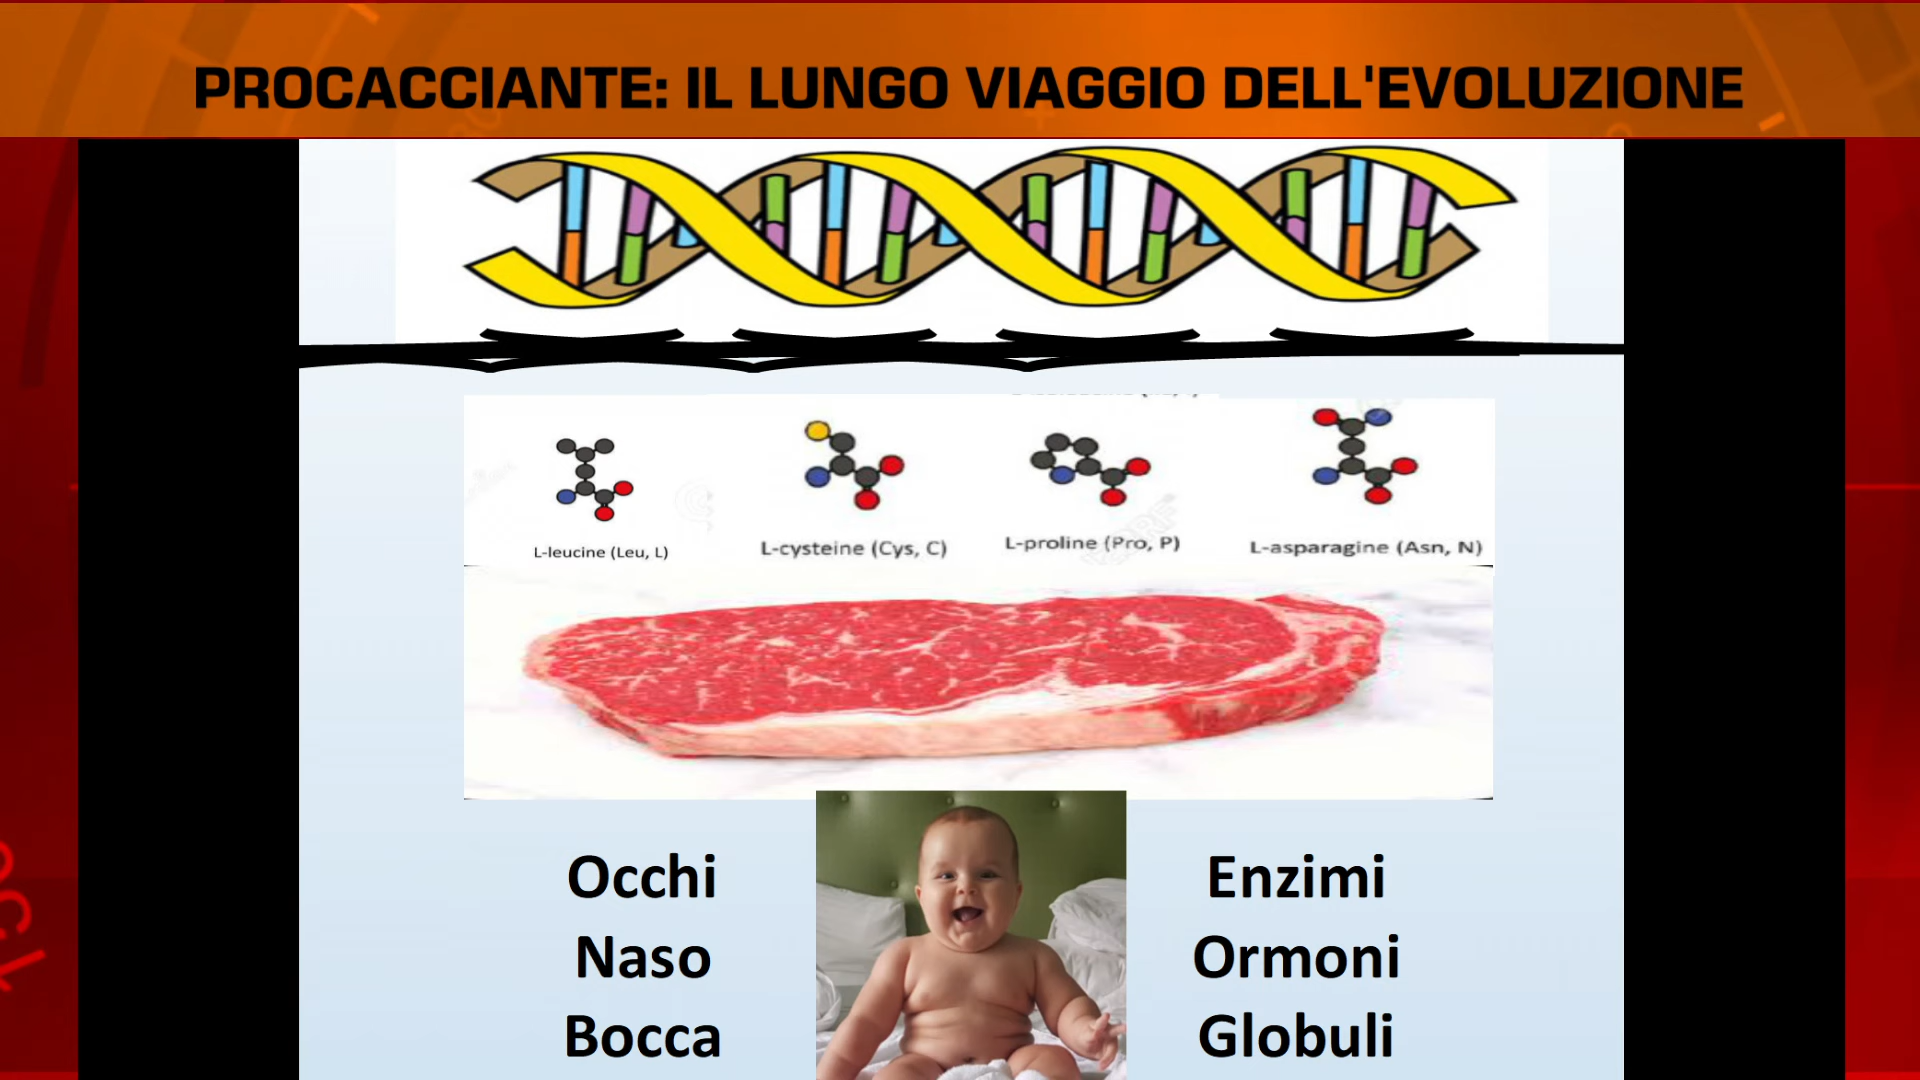 PROCACCIANTE: IL LUNGO VIAGGIO DELL'EVOLUZIONE
L-leucine (Leu, L)
L-cysteine (Cys, C)
L-proline (Pro, P)
L-asparagine (Asn, N)
Occhi
Naso
Bocca
Enzimi
Ormoni
Globuli